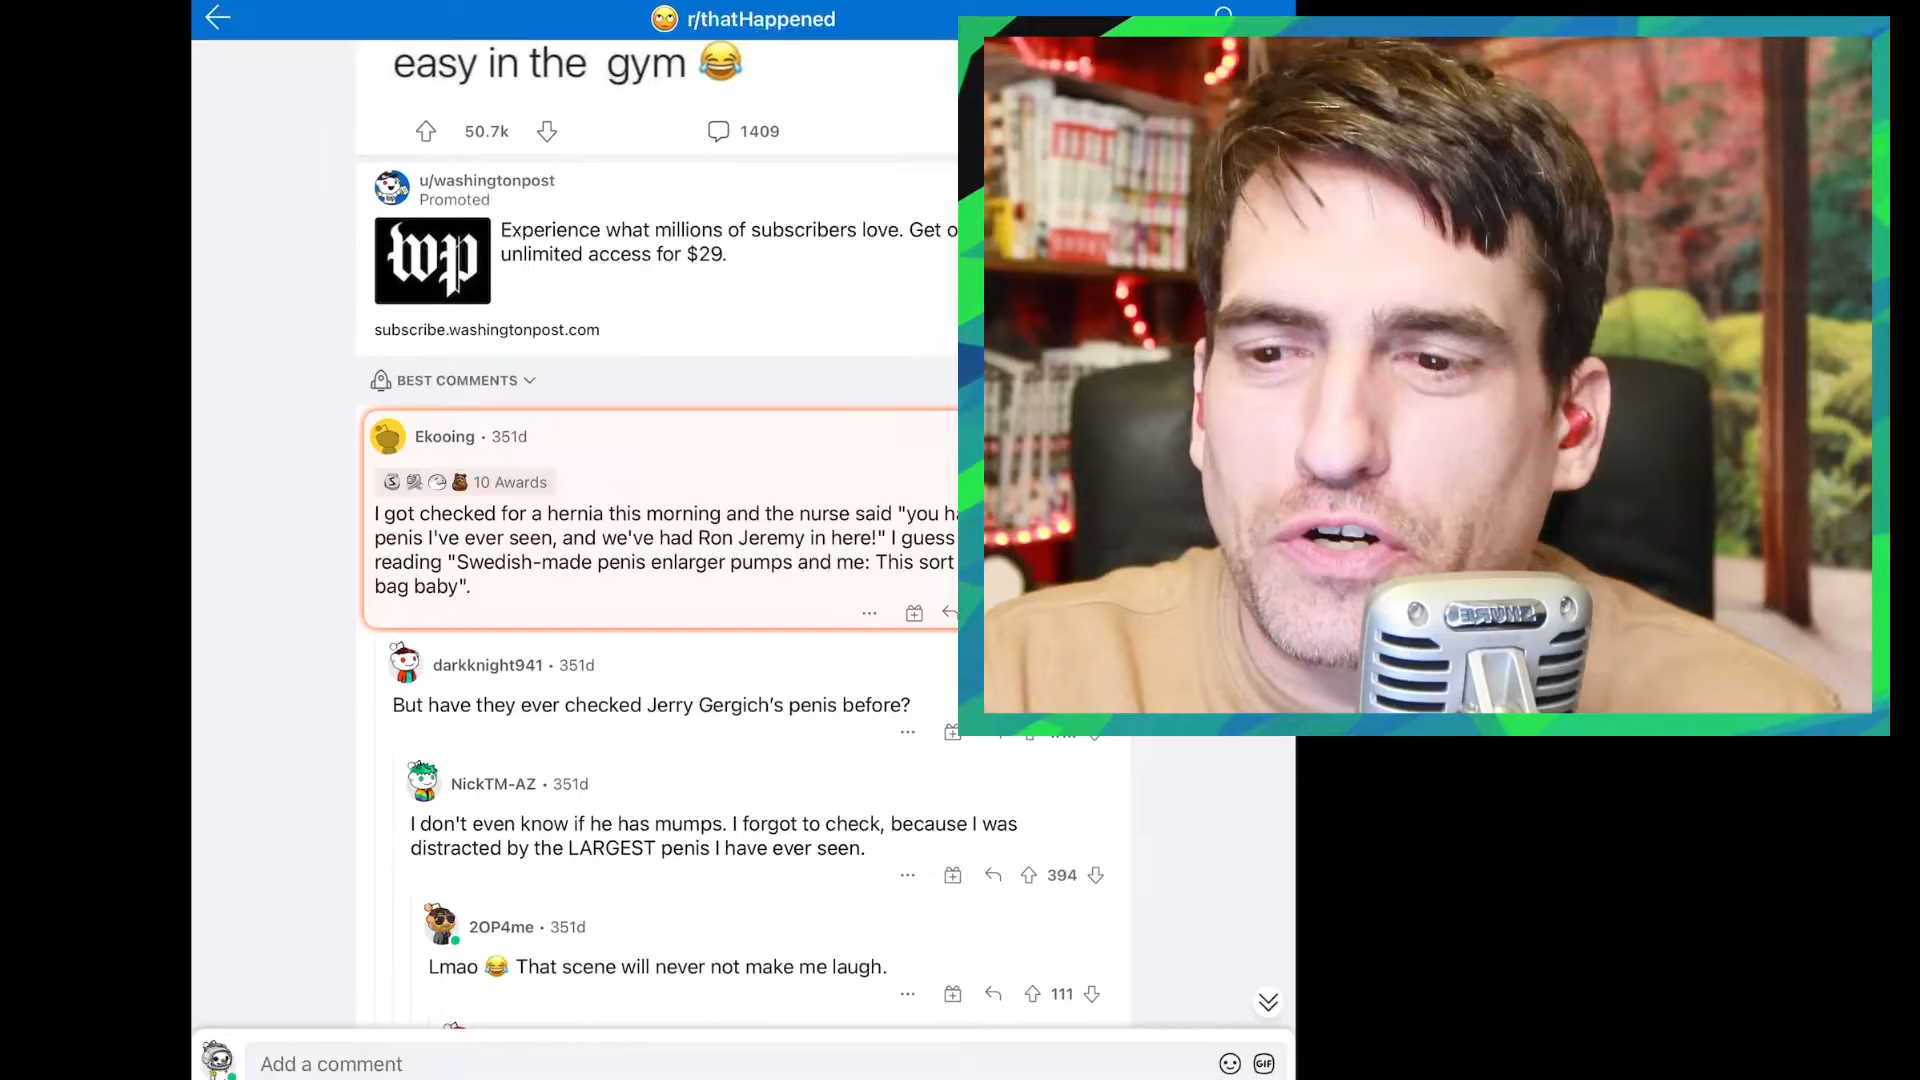 r/thatHappened
easy in the gym 😂
50.7k
1409
u/washingtonpost
Promoted
wp
Experience what millions of subscribers love. Get o
unlimited access for $29.
subscribe.washingtonpost.com
BEST COMMENTS
Ekooing • 351d
10 Awards
I got checked for a hernia this morning and the nurse said "you h
penis I've ever seen, and we've had Ron Jeremy in here!" I guess
reading "Swedish-made penis enlarger pumps and me: This sort
bag baby".
darkknight941 • 351d
But have they ever checked Jerry Gergich's penis before?
NickTM-AZ • 351d
I don't even know if he has mumps. I forgot to check, because I was
distracted by the LARGEST penis I have ever seen.
394
2OP4me • 351d
Lmao 😂 That scene will never not make me laugh.
111
Add a comment
GIF
SHURE